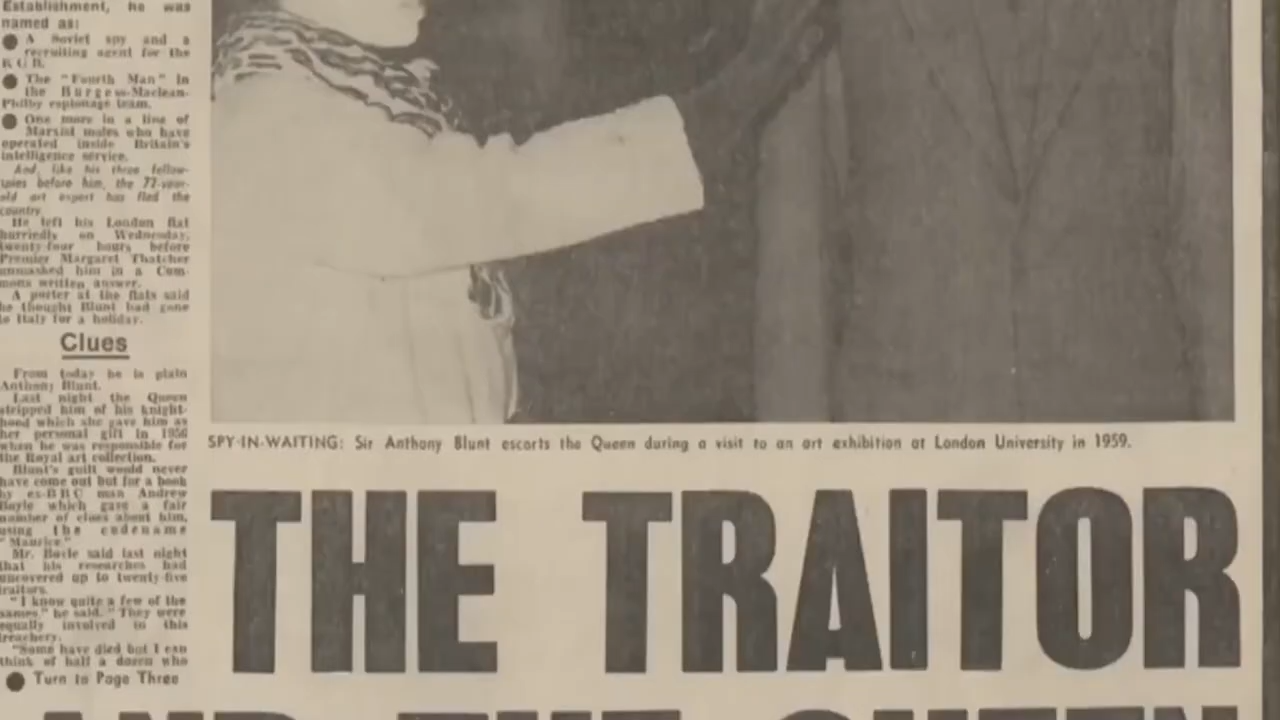 Establishment, he was
named as:
● A Soviet spy and a
recruiting agent for the
K G B.
● The "Fourth Man" in
the Burgess-Maclean-
Philby espionage team.
● One more in a line of
Marxist moles who have
operated inside Britain's
intelligence service.
And, like his three fellow-
spies before him, the 77-year-
old art expert has fled the
country.
He left his London flat
hurriedly on Wednesday,
twenty-four hours before
Premier Margaret Thatcher
unmasked him in a Com-
mons written answer.
A porter at the flats said
he thought Blunt had gone
to Italy for a holiday.
Clues
From today he is plain
Anthony Blunt.
Last night the Queen
stripped him of his knight-
hood which she gave him as
her personal gift in 1956
when he was responsible for
the Royal art collection.
Blunt's guilt would never
have come out but for a book
by ex-BBC man Andrew
Boyle which gave a fair
number of clues about him,
using the codename
"Maurice."
Mr. Boyle said last night
that his researches had
uncovered up to twenty-five
traitors.
"I know quite a few of the
names," he said. "They were
equally involved in this
treachery.
"Some have died but I can
think of half a dozen who
● Turn to Page Three
SPY-IN-WAITING: Sir Anthony Blunt escorts the Queen during a visit to an art exhibition at London University in 1959.
THE TRAITOR
AND THE QUEEN